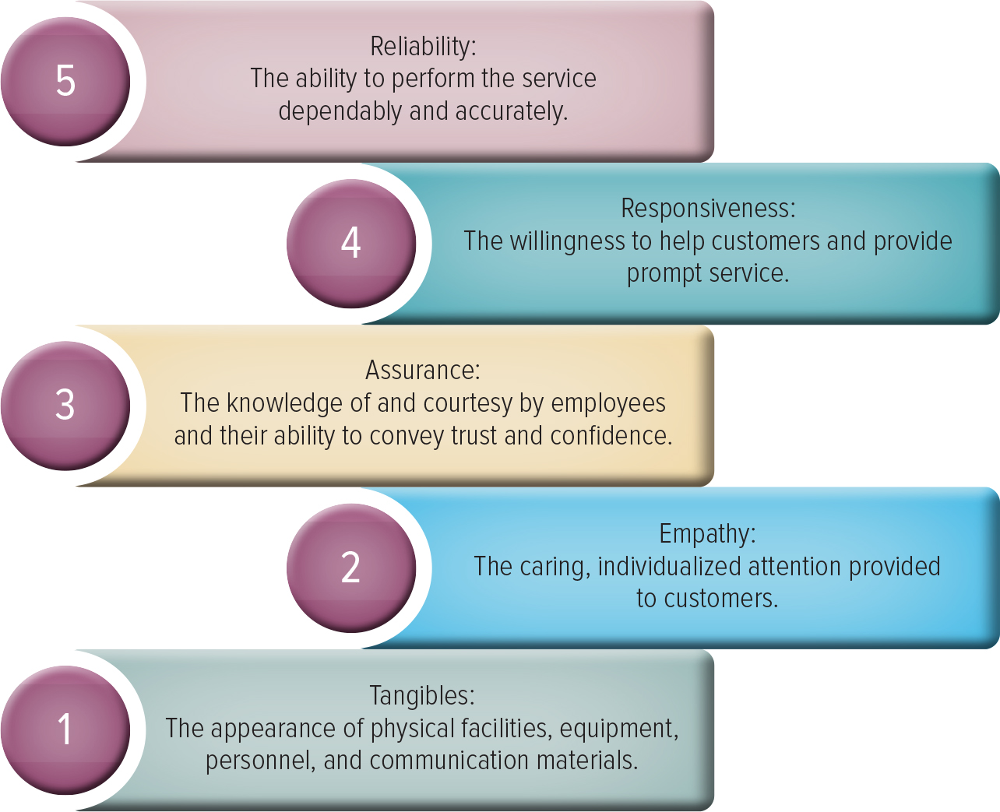 5
Reliability:
The ability to perform the service
dependably and accurately.
4
Responsiveness:
The willingness to help customers and provide
prompt service.
3
Assurance:
The knowledge of and courtesy by employees
and their ability to convey trust and confidence.
2
Empathy:
The caring, individualized attention provided
to customers.
1
Tangibles:
The appearance of physical facilities, equipment,
personnel, and communication materials.